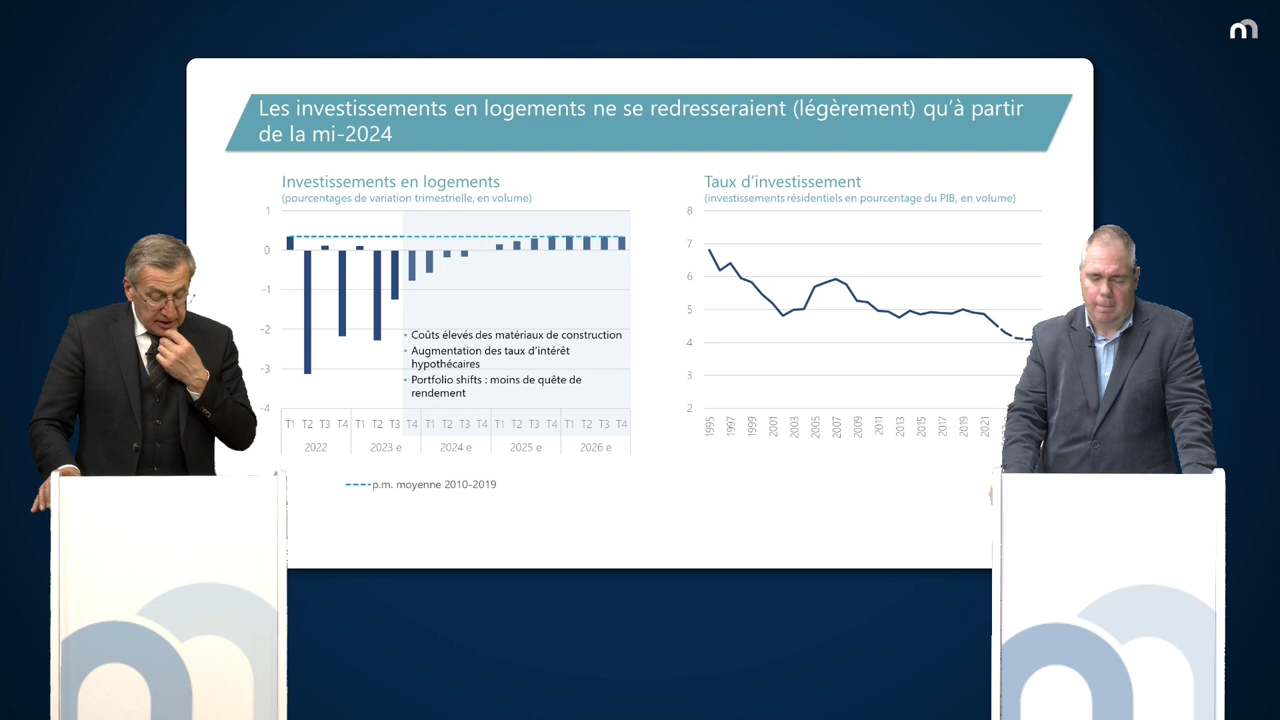 Les investissements en logements ne se redresseraient (légèrement) qu'à partir
de la mi-2024
Investissements en logements
(pourcentages de variation trimestrielle, en volume)
1
0
-1
-2
-3
-4
Coûts élevés des matériaux de construction
Augmentation des taux d'intérêt
hypothécaires
Portfolio shifts : moins de quête de
rendement
T1 T2 T3 T4 T1 T2 T3 T4 T1 T2 T3 T4 T1 T2 T3 T4 T1 T2 T3 T4
2022 2023 e 2024 e 2025 e 2026 e
p.m. moyenne 2010-2019
Taux d'investissement
(investissements résidentiels en pourcentage du PIB, en volume)
8
7
6
5
4
3
2
1995 1997 1999 2001 2003 2005 2007 2009 2011 2013 2015 2017 2019 2021